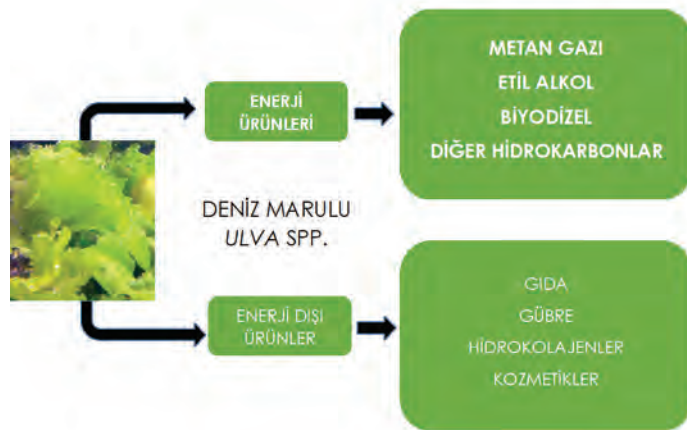 ENERJİ
ÜRÜNLERİ
METAN GAZI
ETİL ALKOL
BİYODİZEL
DİĞER HİDROKARBONLAR
DENİZ MARULU
ULVA SPP.
ENERJİ DIŞI
ÜRÜNLER
GIDA
GÜBRE
HİDROKOLAJENLER
KOZMETİKLER